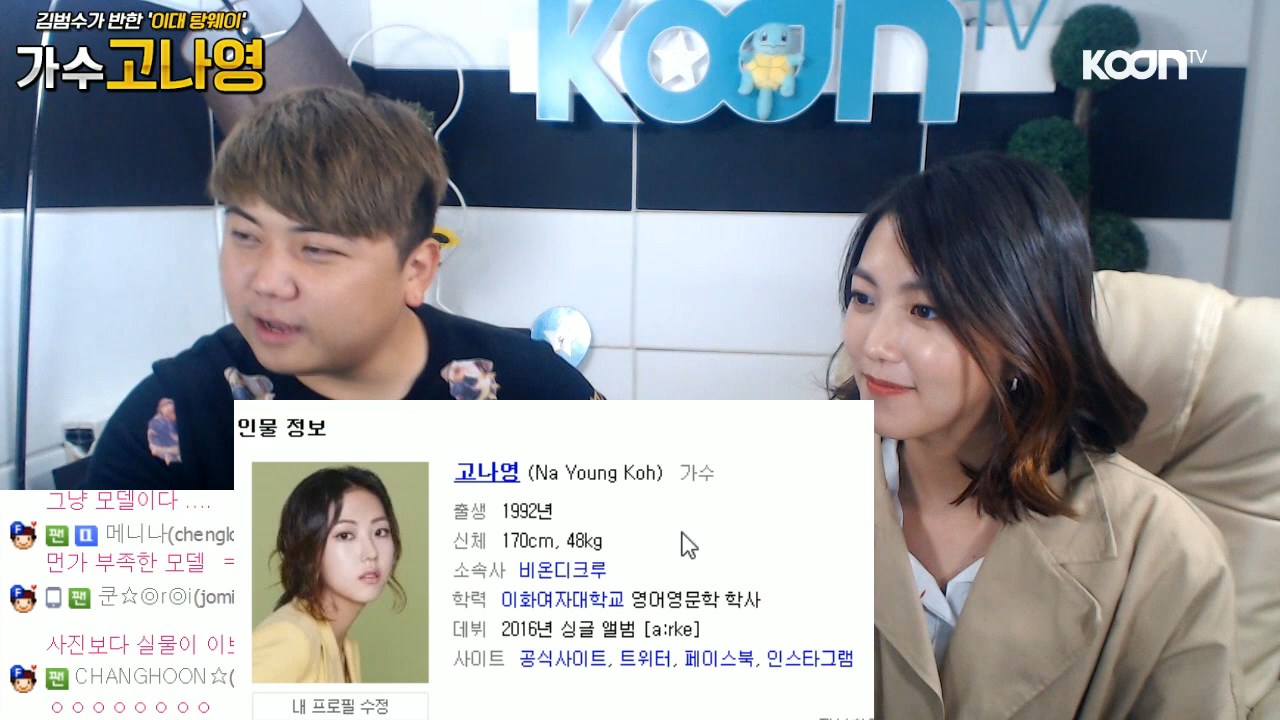 김범수가 반한 '이대 탕웨이'
가수 고나영
KOON TV
KOON TV
인물 정보
고나영 (Na Young Koh) 가수
출생 1992년
신체 170cm, 48kg
소속사 비온디크루
학력 이화여자대학교 영어영문학 학사
데뷔 2016년 싱글 앨범 [a:rke]
사이트 공식사이트, 트위터, 페이스북, 인스타그램
내 프로필 수정
그냥 모델이다 ....
팬 메니나(chengk
먼가 부족한 모델 =
팬 쿤☆◎r◎i(jomi
사진보다 실물이 이
팬 CHANGHOON☆(
ㅇㅇㅇㅇㅇㅇㅇㅇ